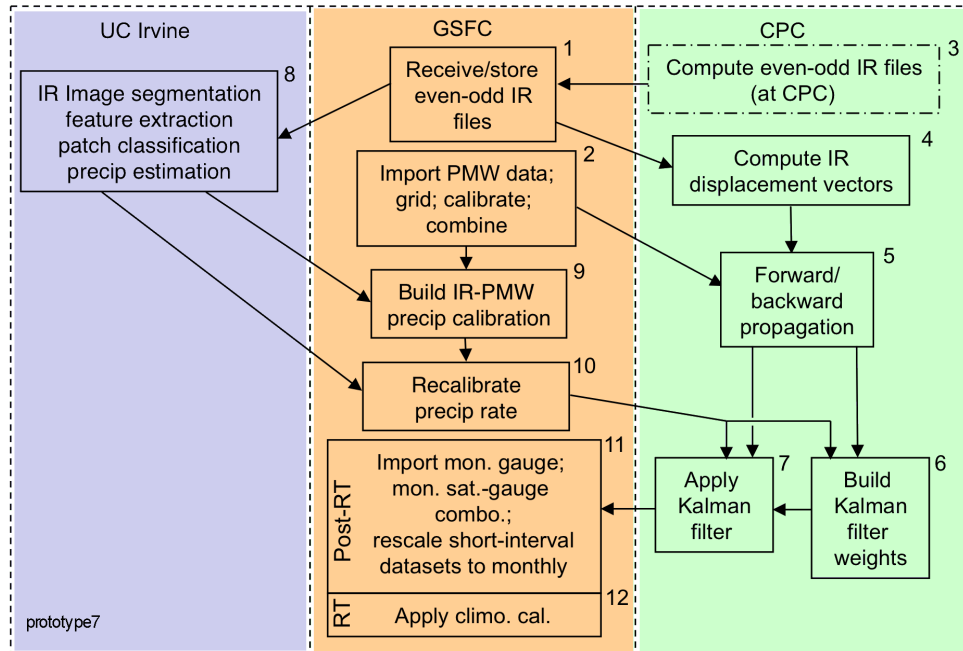 UC Irvine
8
IR Image segmentation
feature extraction
patch classification
precip estimation
prototype7
GSFC
1
Receive/store
even-odd IR
files
2
Import PMW data;
grid; calibrate;
combine
9
Build IR-PMW
precip calibration
10
Recalibrate
precip rate
11
Post-RT
Import mon. gauge;
mon. sat.-gauge
combo.;
rescale short-interval
datasets to monthly
12
RT
Apply climo. cal.
CPC
3
Compute even-odd IR files
(at CPC)
4
Compute IR
displacement vectors
5
Forward/
backward
propagation
7
Apply
Kalman
filter
6
Build
Kalman
filter
weights